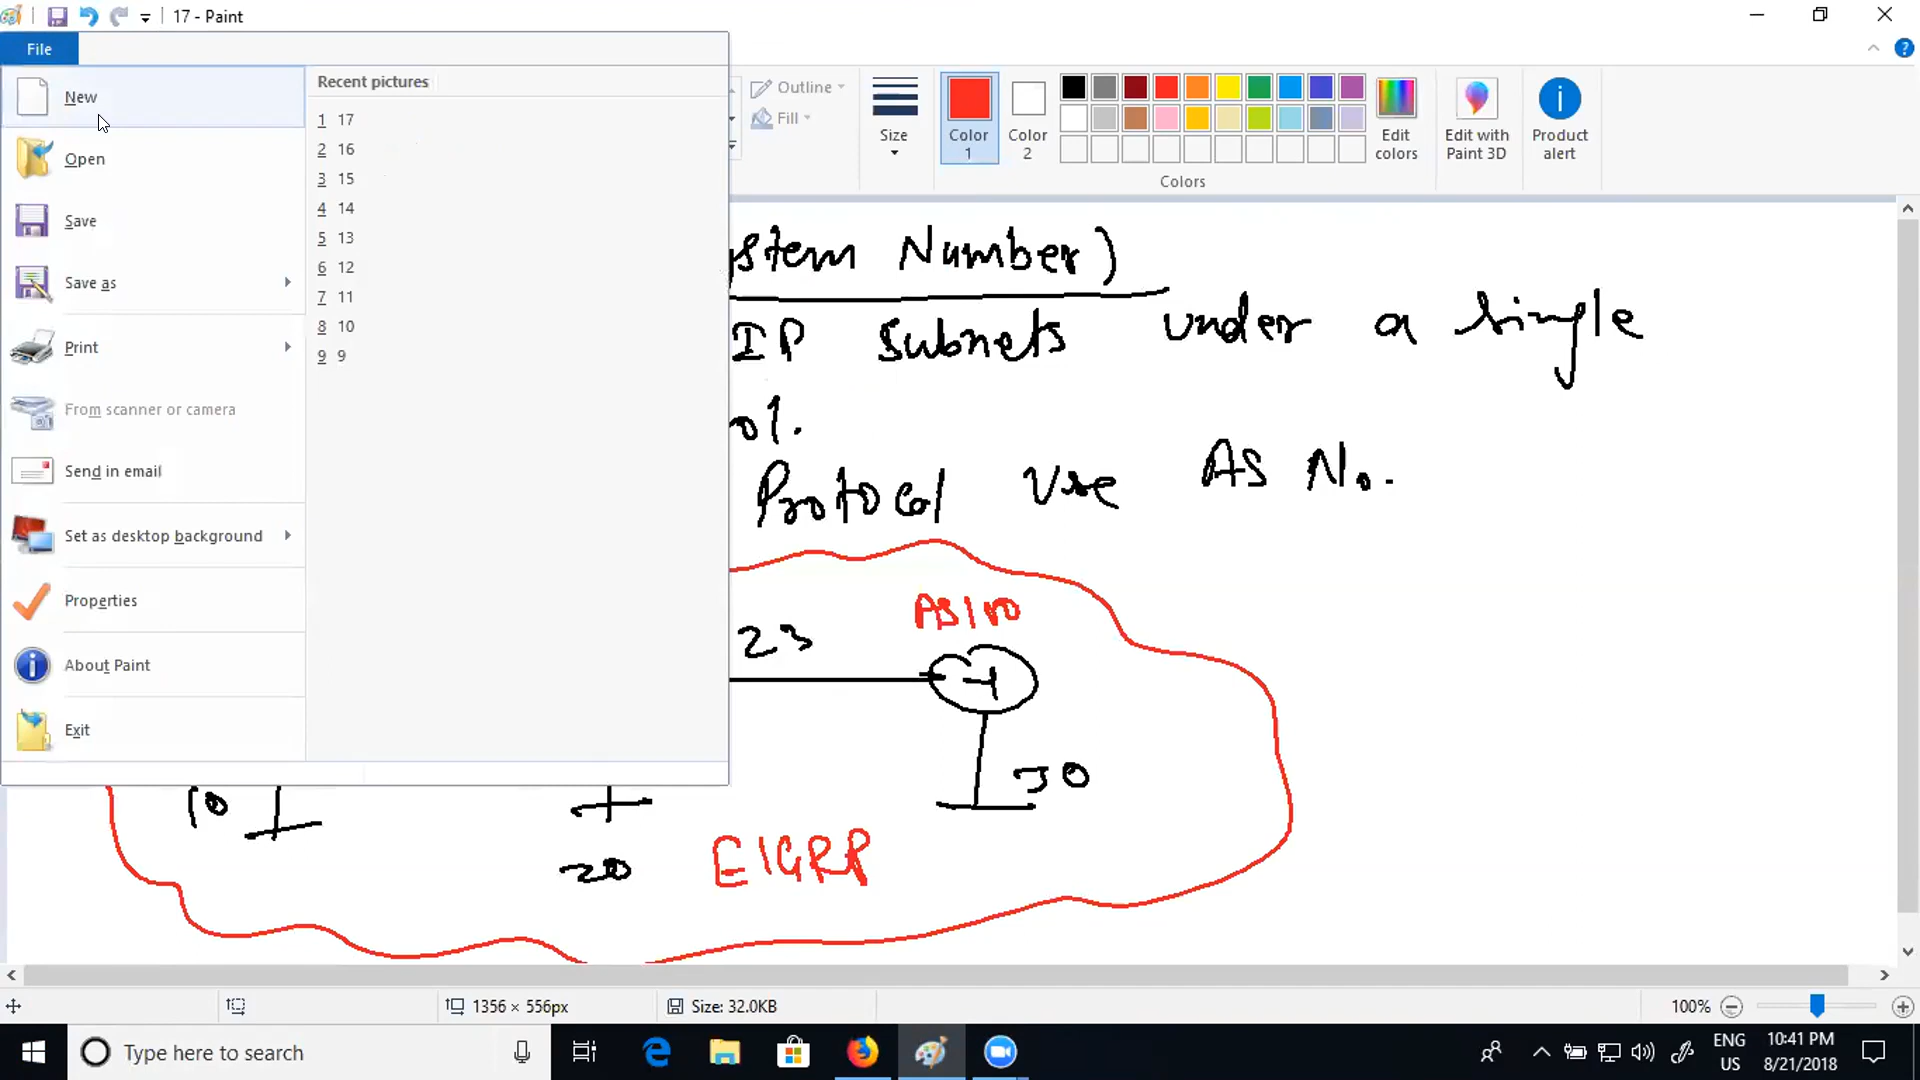 17 - Paint
File
New
Open
Save
Save as
Print
From scanner or camera
Send in email
Set as desktop background
Properties
About Paint
Exit
Recent pictures
1 17
2 16
3 15
4 14
5 13
6 12
7 11
8 10
9 9
Outline
Fill
Size
Color 1
Color 2
Edit colors
Edit with Paint 3D
Product alert
Colors
ystem Number)
IP Subnets under a single
ol.
Protocol Use AS No.
AS100
23
30
10
20
EIGRP
1356 × 556px
Size: 32.0KB
100%
Type here to search
ENG
US
10:41 PM
8/21/2018